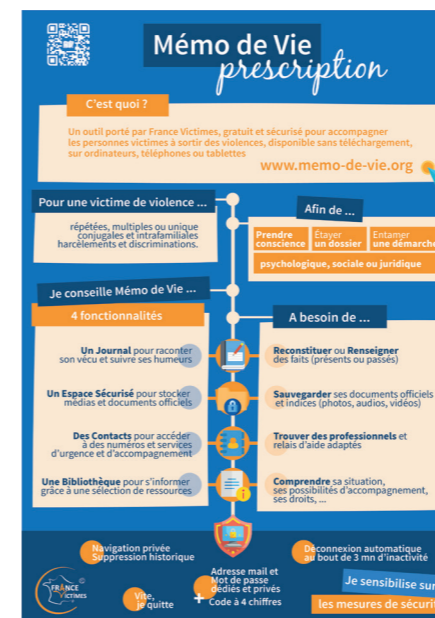 Mémo de Vie
prescription
C'est quoi ?
Un outil porté par France Victimes, gratuit et sécurisé pour accompagner
les personnes victimes à sortir des violences, disponible sans téléchargement,
sur ordinateurs, téléphones ou tablettes
www.memo-de-vie.org
Pour une victime de violence ...
répétées, multiples ou unique
conjugales et intrafamiliales
harcèlements et discriminations.
Afin de ...
Prendre
conscience
Étayer
un dossier
Entamer
une démarche
psychologique, sociale ou juridique
Je conseille Mémo de Vie ...
4 fonctionnalités
A besoin de ...
Un Journal pour raconter
son vécu et suivre ses humeurs
Reconstituer ou Renseigner
des faits (présents ou passés)
Un Espace Sécurisé pour stocker
médias et documents officiels
Sauvegarder ses documents officiels
et indices (photos, audios, vidéos)
Des Contacts pour accéder
à des numéros et services
d'urgence et d'accompagnement
Trouver des professionnels et
relais d'aide adaptés
Une Bibliothèque pour s'informer
grâce à une sélection de ressources
Comprendre sa situation,
ses possibilités d'accompagnement,
ses droits, ...
Navigation privée
Suppression historique
Déconnexion automatique
au bout de 3 mn d'inactivité
FRANCE
VICTIMES
Vite,
je quitte
Adresse mail et
Mot de passe
dédiés et privés
+ Code à 4 chiffres
Je sensibilise sur
les mesures de sécurit